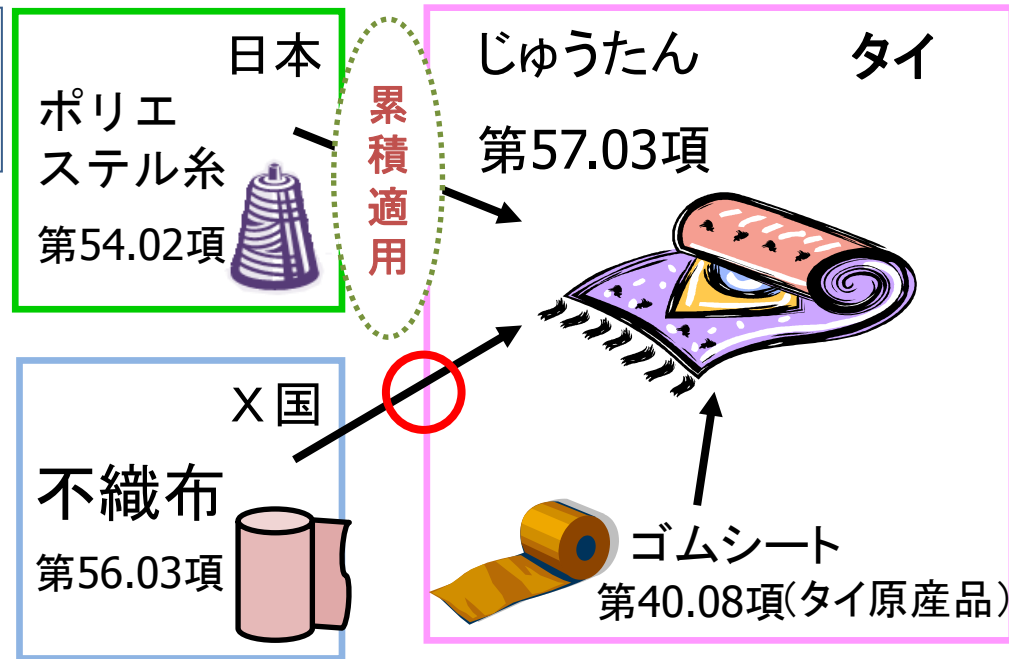 日本
ポリエ
ステル糸
第54.02項
累
積
適
用
じゅうたん
タイ
第57.03項
X国
不織布
第56.03項
ゴムシート
第40.08項(タイ原産品)